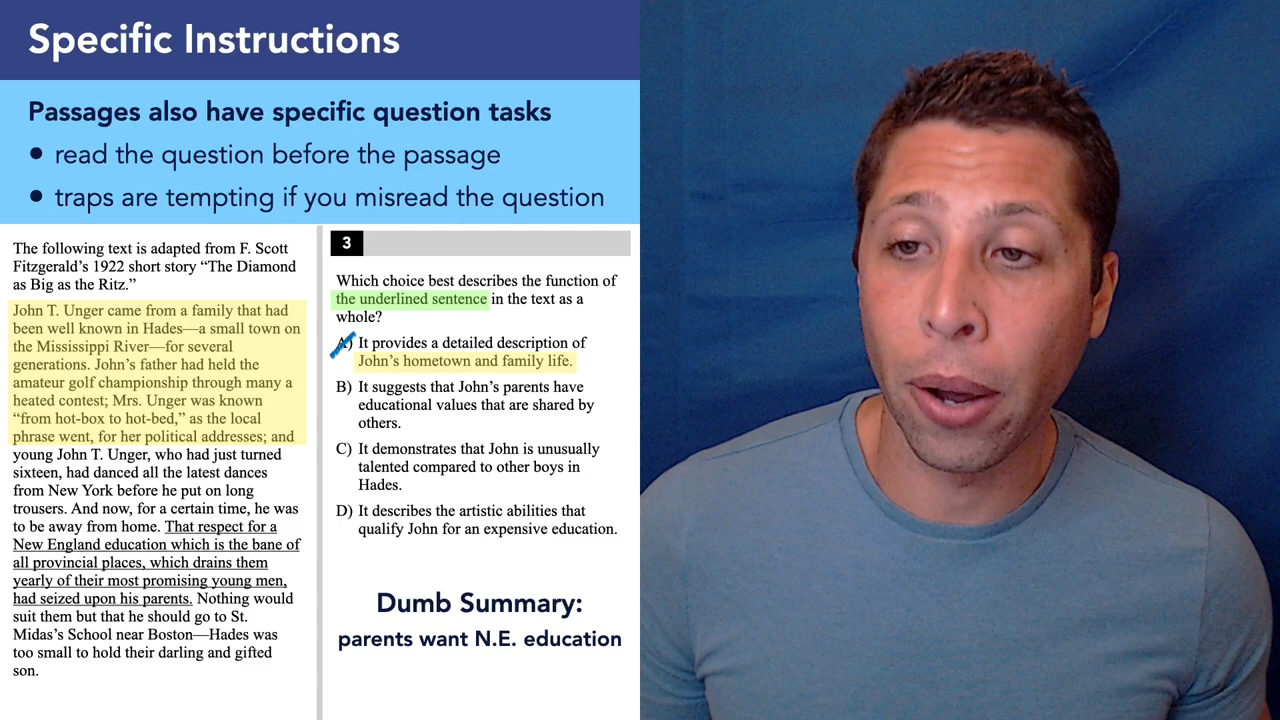 Specific Instructions
Passages also have specific question tasks
• read the question before the passage
• traps are tempting if you misread the question
The following text is adapted from F. Scott
Fitzgerald’s 1922 short story “The Diamond
as Big as the Ritz.”
John T. Unger came from a family that had
been well known in Hades—a small town on
the Mississippi River—for several
generations. John’s father had held the
amateur golf championship through many a
heated contest; Mrs. Unger was known
“from hot-box to hot-bed,” as the local
phrase went, for her political addresses; and
young John T. Unger, who had just turned
sixteen, had danced all the latest dances
from New York before he put on long
trousers. And now, for a certain time, he was
to be away from home. That respect for a
New England education which is the bane of
all provincial places, which drains them
yearly of their most promising young men,
had seized upon his parents. Nothing would
suit them but that he should go to St.
Midas’s School near Boston—Hades was
too small to hold their darling and gifted
son.
3
Which choice best describes the function of
the underlined sentence in the text as a
whole?
A) It provides a detailed description of
John’s hometown and family life.
B) It suggests that John’s parents have
educational values that are shared by
others.
C) It demonstrates that John is unusually
talented compared to other boys in
Hades.
D) It describes the artistic abilities that
qualify John for an expensive education.
Dumb Summary:
parents want N.E. education